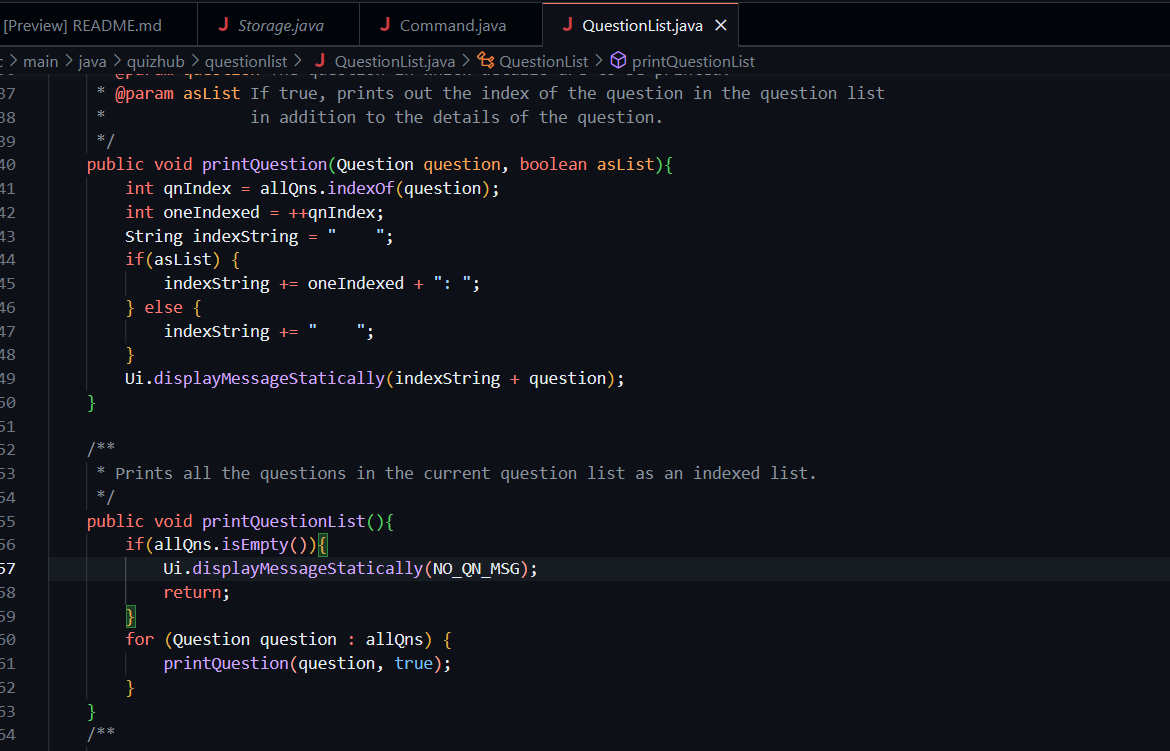 [Preview] README.md Storage.java Command.java QuestionList.java
main > java > quizhub > questionlist > QuestionList.java > QuestionList > printQuestionList
37 * @param asList If true, prints out the index of the question in the question list
38 * in addition to the details of the question.
39 */
40 public void printQuestion(Question question, boolean asList){
41 int qnIndex = allQns.indexOf(question);
42 int oneIndexed = ++qnIndex;
43 String indexString = "    ";
44 if(asList) {
45 indexString += oneIndexed + ": ";
46 } else {
47 indexString += "    ";
48 }
49 Ui.displayMessageStatically(indexString + question);
50 }
51
52 /**
53 * Prints all the questions in the current question list as an indexed list.
54 */
55 public void printQuestionList(){
56 if(allQns.isEmpty()){
57 Ui.displayMessageStatically(NO_QN_MSG);
58 return;
59 }
60 for (Question question : allQns) {
61 printQuestion(question, true);
62 }
63 }
64 /**